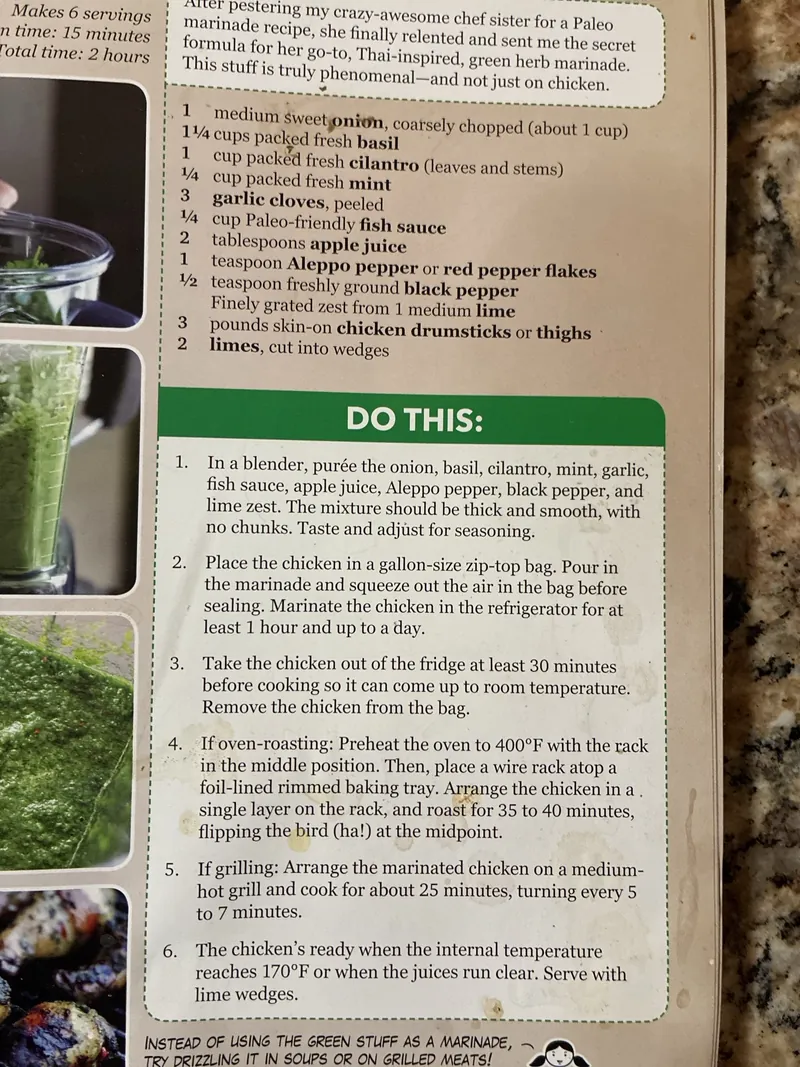 Makes 6 servings
n time: 15 minutes
Total time: 2 hours
After pestering my crazy-awesome chef sister for a Paleo
marinade recipe, she finally relented and sent me the secret
formula for her go-to, Thai-inspired, green herb marinade.
This stuff is truly phenomenal—and not just on chicken.
1 medium sweet onion, coarsely chopped (about 1 cup)
1¼ cups packed fresh basil
1 cup packed fresh cilantro (leaves and stems)
¼ cup packed fresh mint
3 garlic cloves, peeled
¼ cup Paleo-friendly fish sauce
2 tablespoons apple juice
1 teaspoon Aleppo pepper or red pepper flakes
½ teaspoon freshly ground black pepper
Finely grated zest from 1 medium lime
3 pounds skin-on chicken drumsticks or thighs
2 limes, cut into wedges
DO THIS:
1. In a blender, purée the onion, basil, cilantro, mint, garlic,
fish sauce, apple juice, Aleppo pepper, black pepper, and
lime zest. The mixture should be thick and smooth, with
no chunks. Taste and adjust for seasoning.
2. Place the chicken in a gallon-size zip-top bag. Pour in
the marinade and squeeze out the air in the bag before
sealing. Marinate the chicken in the refrigerator for at
least 1 hour and up to a day.
3. Take the chicken out of the fridge at least 30 minutes
before cooking so it can come up to room temperature.
Remove the chicken from the bag.
4. If oven-roasting: Preheat the oven to 400°F with the rack
in the middle position. Then, place a wire rack atop a
foil-lined rimmed baking tray. Arrange the chicken in a
single layer on the rack, and roast for 35 to 40 minutes,
flipping the bird (ha!) at the midpoint.
5. If grilling: Arrange the marinated chicken on a medium-
hot grill and cook for about 25 minutes, turning every 5
to 7 minutes.
6. The chicken's ready when the internal temperature
reaches 170°F or when the juices run clear. Serve with
lime wedges.
INSTEAD OF USING THE GREEN STUFF AS A MARINADE,
TRY DRIZZLING IT IN SOUPS OR ON GRILLED MEATS!